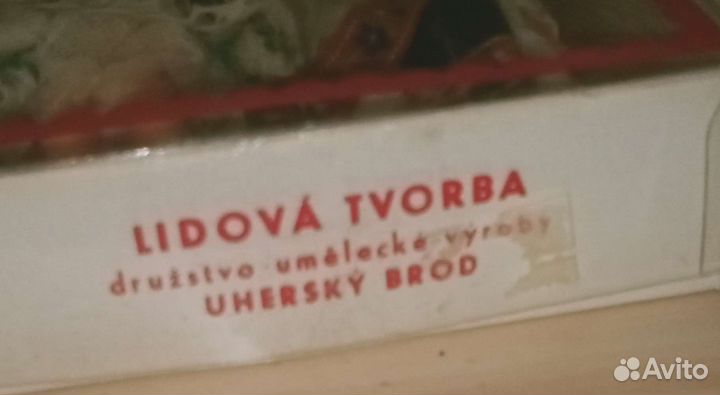 LIDOVÁ TVORBA
družstvo umělecké výroby
UHERSKÝ BROD
Avito